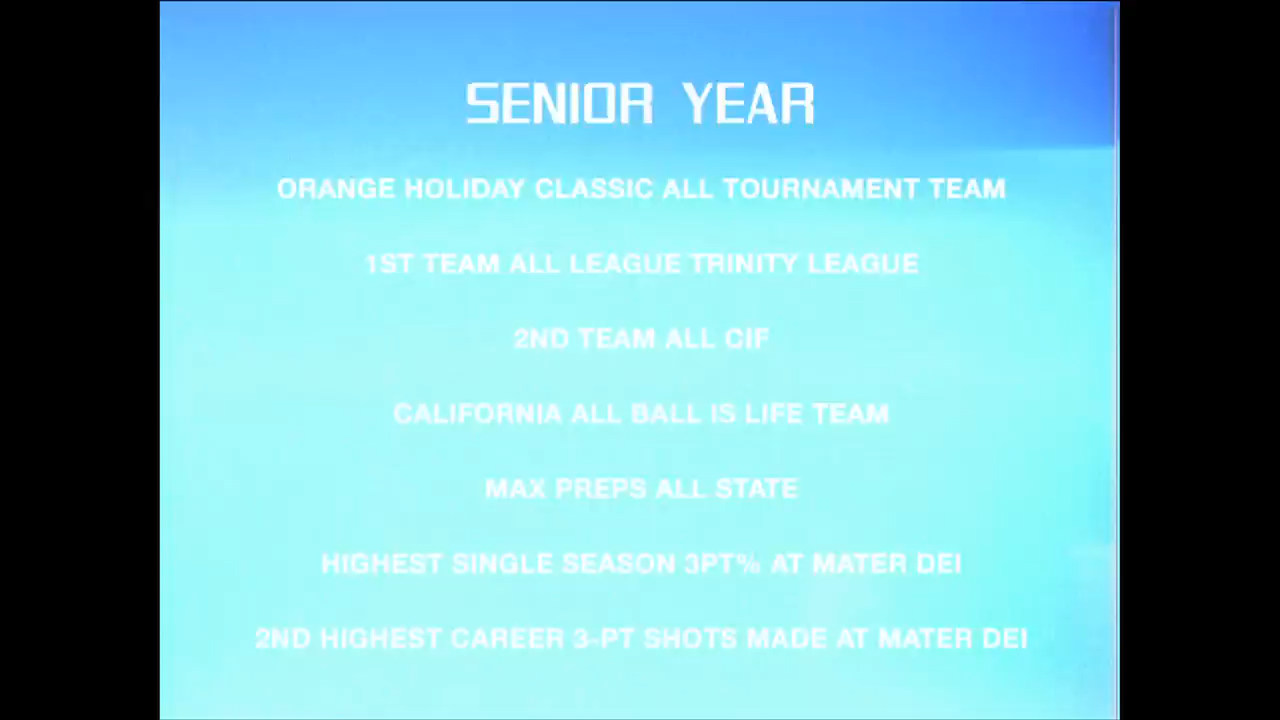 SENIOR YEAR
ORANGE HOLIDAY CLASSIC ALL TOURNAMENT TEAM
1ST TEAM ALL LEAGUE TRINITY LEAGUE
2ND TEAM ALL CIF
CALIFORNIA ALL BALL IS LIFE TEAM
MAX PREPS ALL STATE
HIGHEST SINGLE SEASON 3PT% AT MATER DEI
2ND HIGHEST CAREER 3-PT SHOTS MADE AT MATER DEI